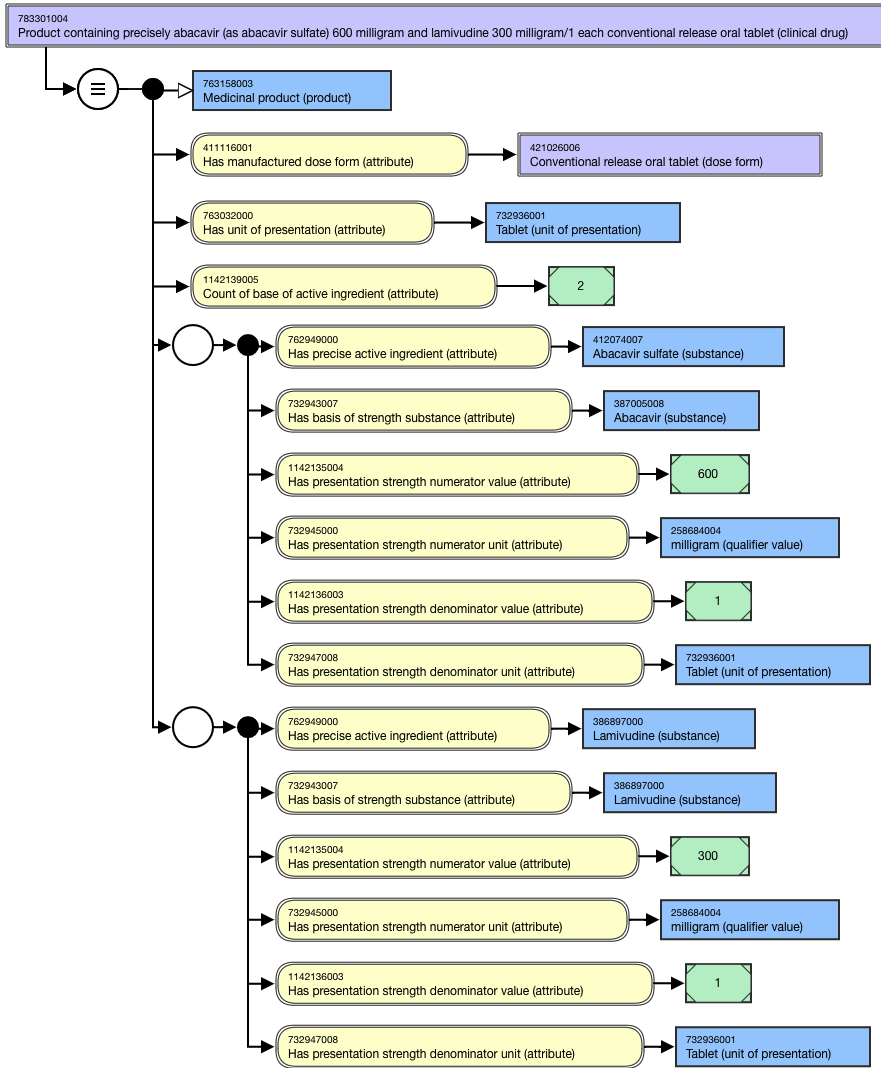 783301004
Product containing precisely abacavir (as abacavir sulfate) 600 milligram and lamivudine 300 milligram/1 each conventional release oral tablet (clinical drug)
763158003
Medicinal product (product)
411116001
Has manufactured dose form (attribute)
421026006
Conventional release oral tablet (dose form)
763032000
Has unit of presentation (attribute)
732936001
Tablet (unit of presentation)
1142139005
Count of base of active ingredient (attribute)
2
762949000
Has precise active ingredient (attribute)
412074007
Abacavir sulfate (substance)
732943007
Has basis of strength substance (attribute)
387005008
Abacavir (substance)
1142135004
Has presentation strength numerator value (attribute)
600
732945000
Has presentation strength numerator unit (attribute)
258684004
milligram (qualifier value)
1142136003
Has presentation strength denominator value (attribute)
1
732947008
Has presentation strength denominator unit (attribute)
732936001
Tablet (unit of presentation)
762949000
Has precise active ingredient (attribute)
386897000
Lamivudine (substance)
732943007
Has basis of strength substance (attribute)
386897000
Lamivudine (substance)
1142135004
Has presentation strength numerator value (attribute)
300
732945000
Has presentation strength numerator unit (attribute)
258684004
milligram (qualifier value)
1142136003
Has presentation strength denominator value (attribute)
1
732947008
Has presentation strength denominator unit (attribute)
732936001
Tablet (unit of presentation)